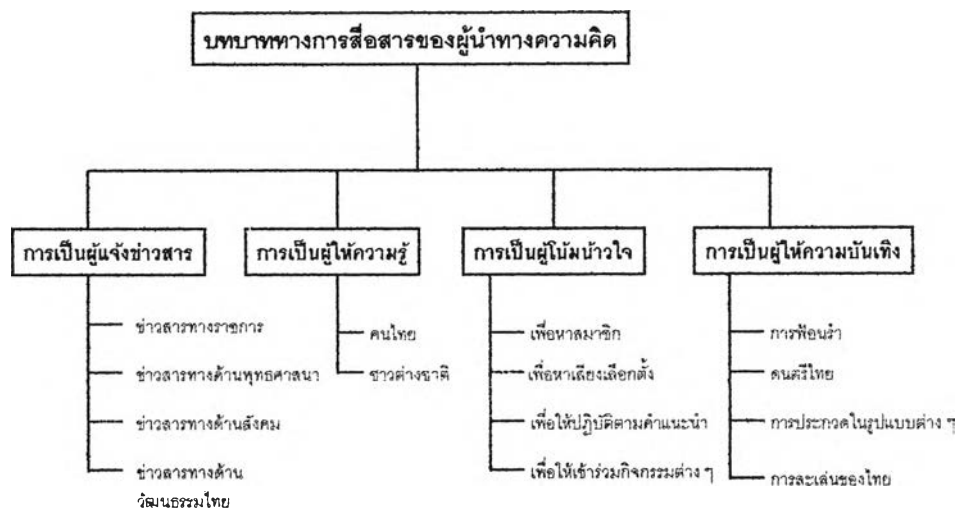 บทบาททางการสื่อสารของผู้นำทางความคิด
การเป็นผู้แจ้งข่าวสาร
ข่าวสารทางราชการ
ข่าวสารทางด้านพุทธศาสนา
ข่าวสารทางด้านสังคม
ข่าวสารทางด้าน
วัฒนธรรมไทย
การเป็นผู้ให้ความรู้
คนไทย
ชาวต่างชาติ
การเป็นผู้โน้มน้าวใจ
เพื่อหาสมาชิก
เพื่อหาเสียงเลือกตั้ง
เพื่อให้ปฏิบัติตามคำแนะนำ
เพื่อให้เข้าร่วมกิจกรรมต่าง ๆ
การเป็นผู้ให้ความบันเทิง
การฟ้อนรำ
ดนตรีไทย
การประกวดในรูปแบบต่าง ๆ
การละเล่นของไทย